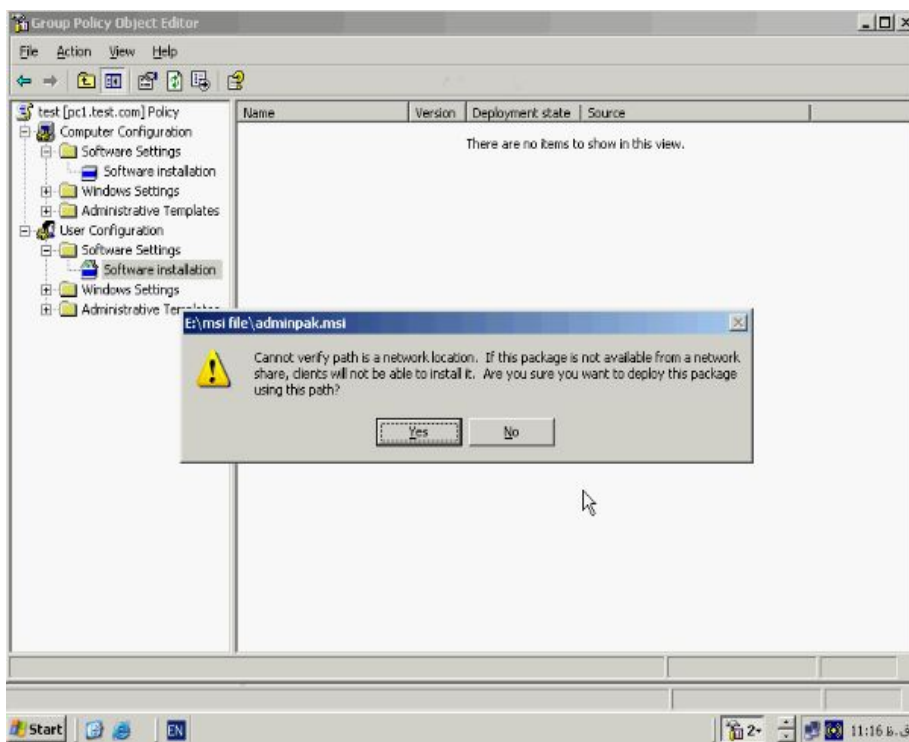 Group Policy Object Editor
File Action View Help
test [pc1.test.com] Policy
Computer Configuration
Software Settings
Software installation
Windows Settings
Administrative Templates
User Configuration
Software Settings
Software installation
Windows Settings
Administrative Templates
Name Version Deployment state Source
There are no items to show in this view.
E:\msi file\adminpak.msi
Cannot verify path is a network location. If this package is not available from a network
share, clients will not be able to install it. Are you sure you want to deploy this package
using this path?
Yes No
Start EN 2 11:16 ق.ظ